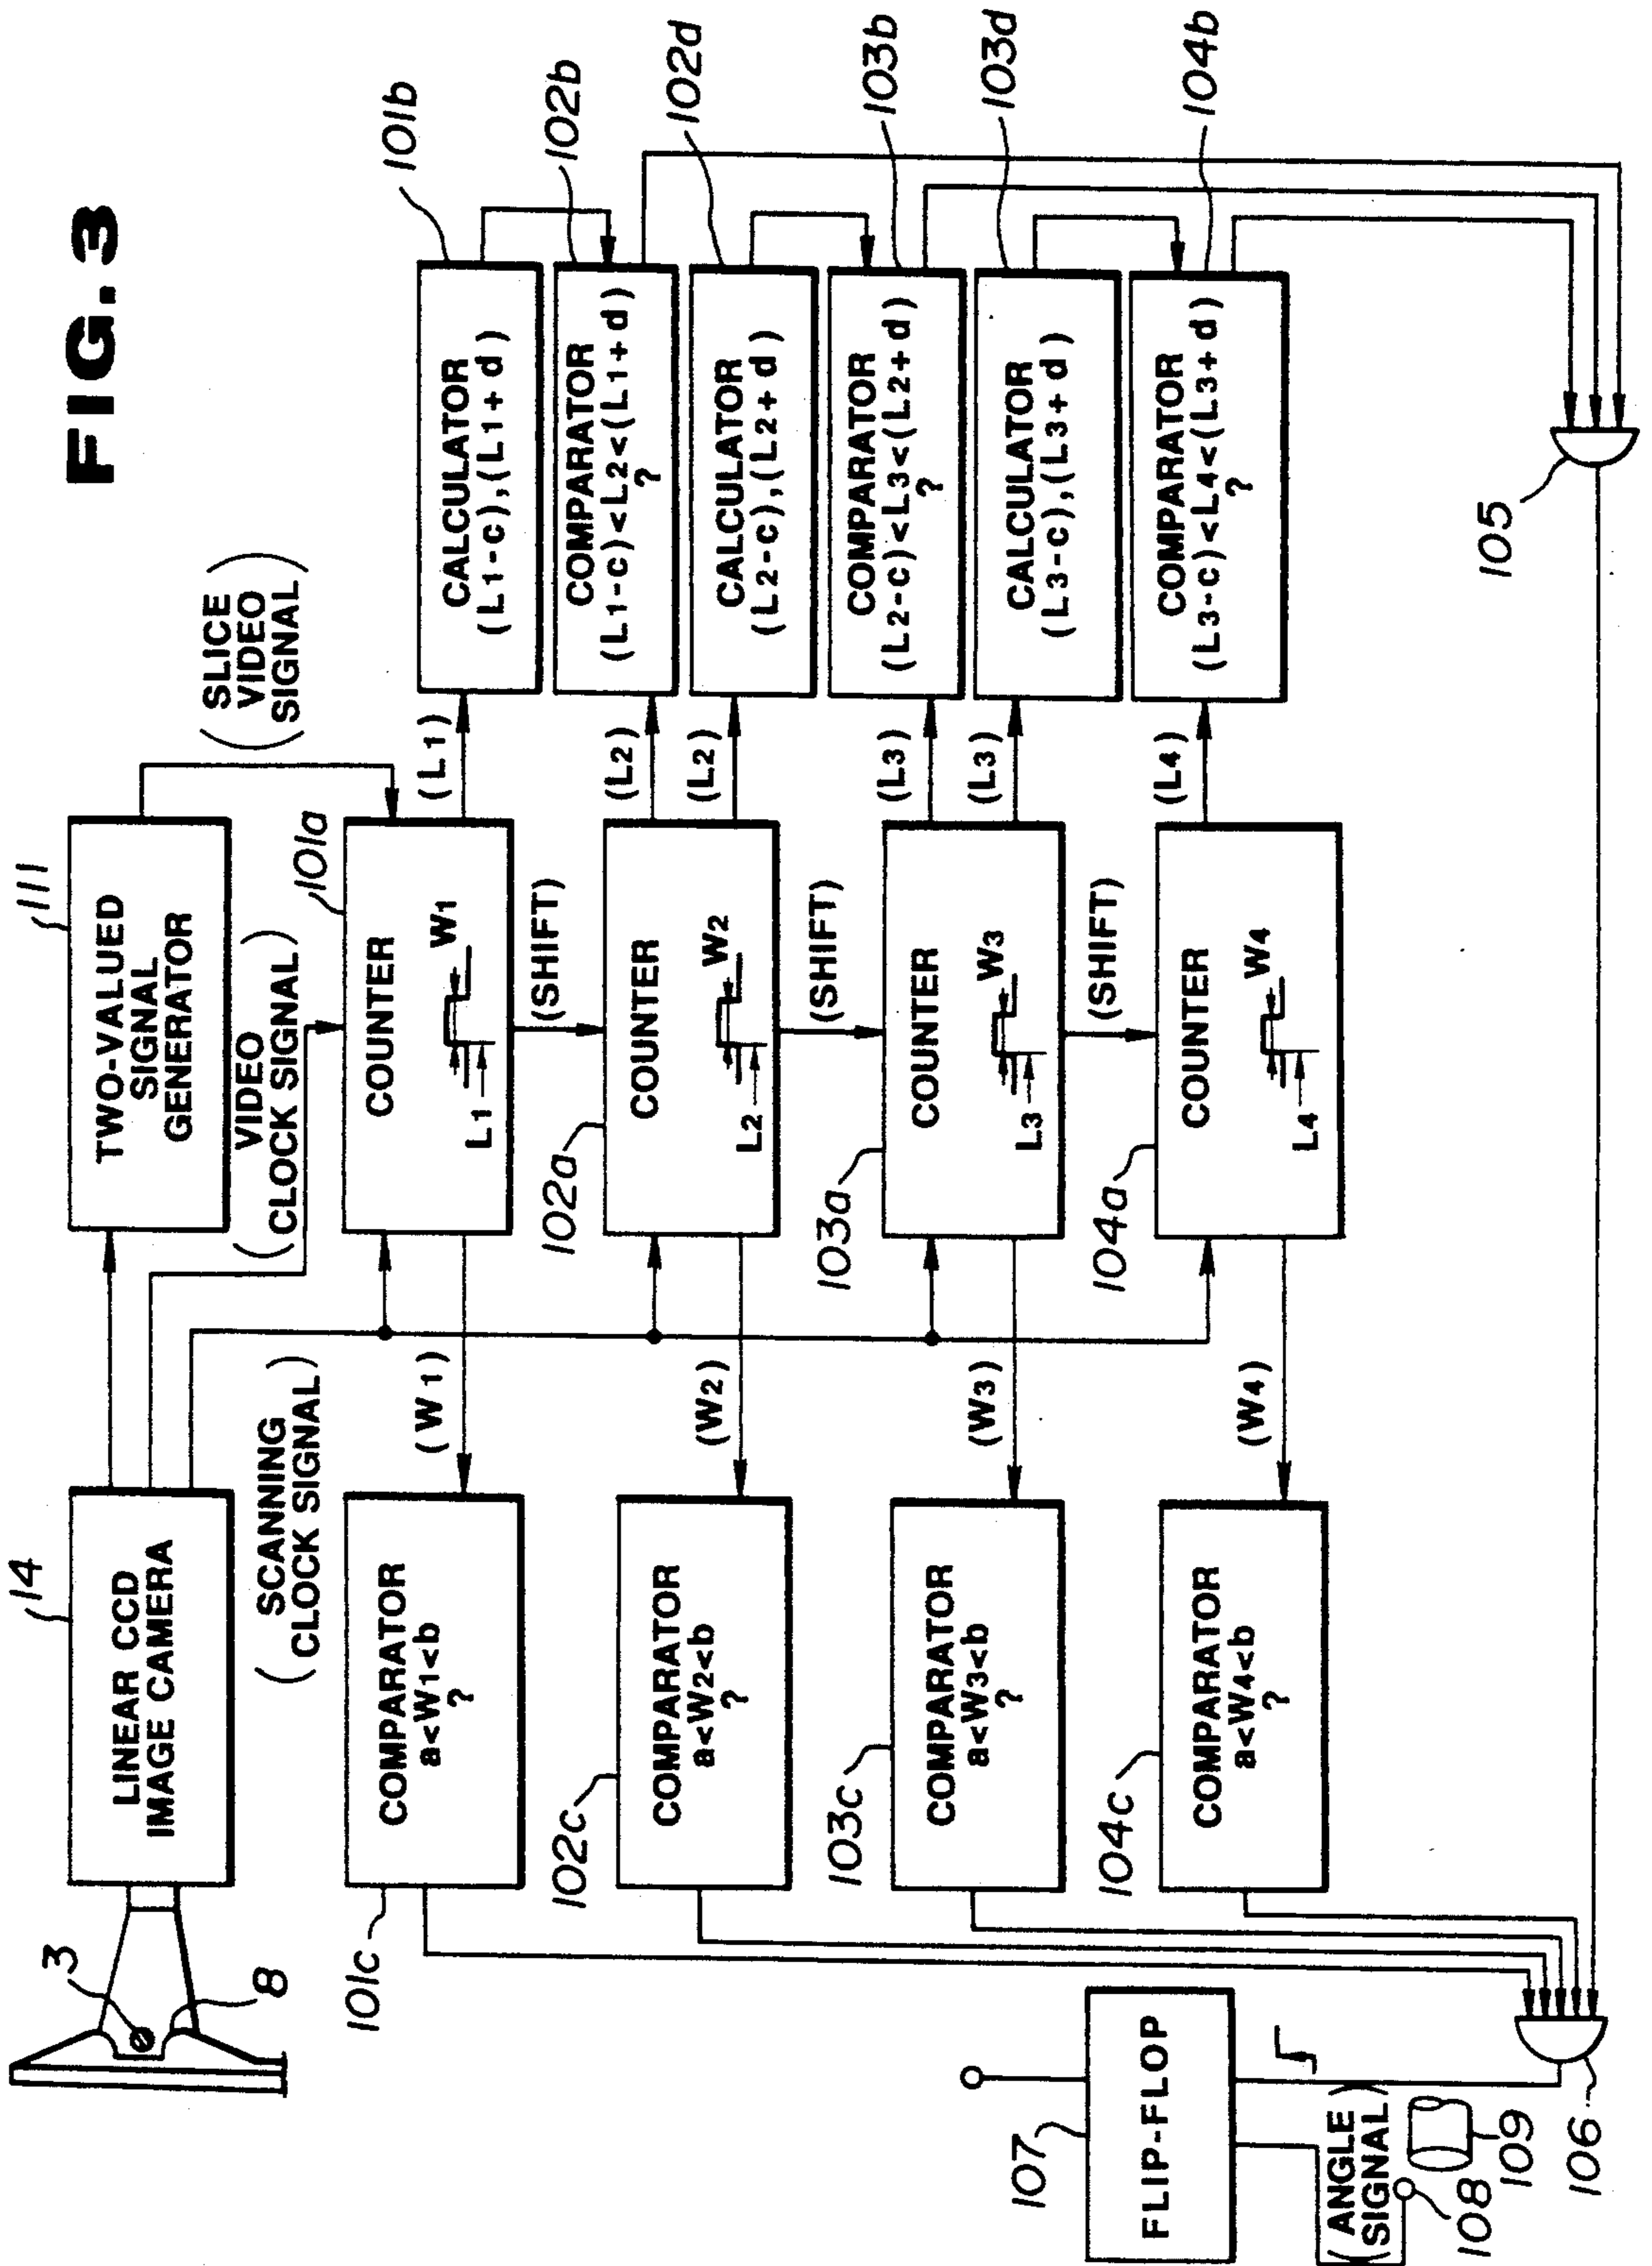 FIG. 3
14
LINEAR CCD
IMAGE CAMERA
3
8
111
TWO-VALUED
SIGNAL
GENERATOR
(SLICE
VIDEO
SIGNAL)
VIDEO
(CLOCK SIGNAL)
SCANNING
(CLOCK SIGNAL)
101c
COMPARATOR
a<W1<b
?
(W1)
101a
COUNTER
L1
W1
(L1)
101b
CALCULATOR
(L1-c),(L1+d)
(SHIFT)
102b
COMPARATOR
(L1-c)<L2<(L1+d)
?
102c
COMPARATOR
a<W2<b
?
(W2)
102a
COUNTER
L2
W2
(L2)
(L2)
102d
CALCULATOR
(L2-c),(L2+d)
(SHIFT)
103b
COMPARATOR
(L2-c)<L3<(L2+d)
?
103c
COMPARATOR
a<W3<b
?
(W3)
103a
COUNTER
L3
W3
(L3)
(L3)
103d
CALCULATOR
(L3-c),(L3+d)
(SHIFT)
104b
COMPARATOR
(L3-c)<L4<(L3+d)
?
104c
COMPARATOR
a<W4<b
?
(W4)
104a
COUNTER
L4
W4
(L4)
105
107
FLIP-FLOP
(ANGLE
SIGNAL)
108
109
106